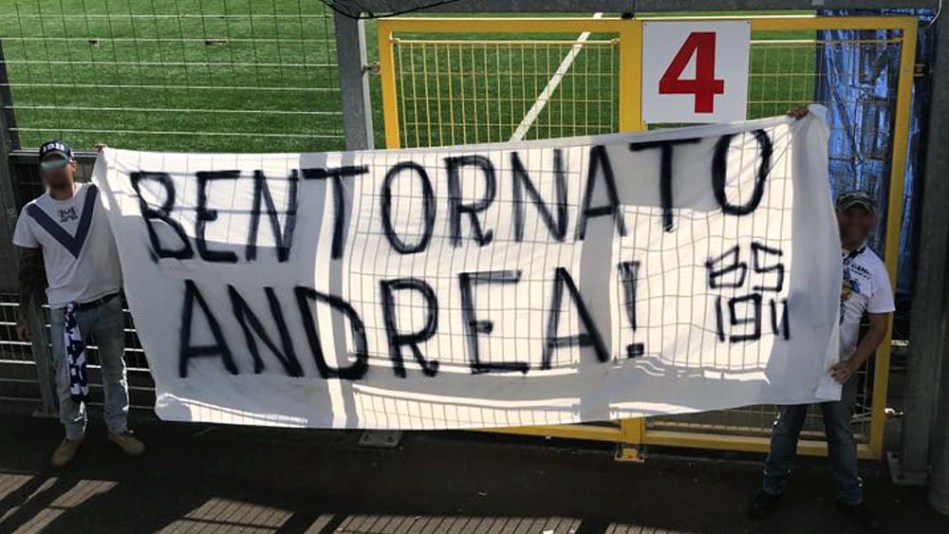 4
BENTORNATO
ANDREA!
BS
1911